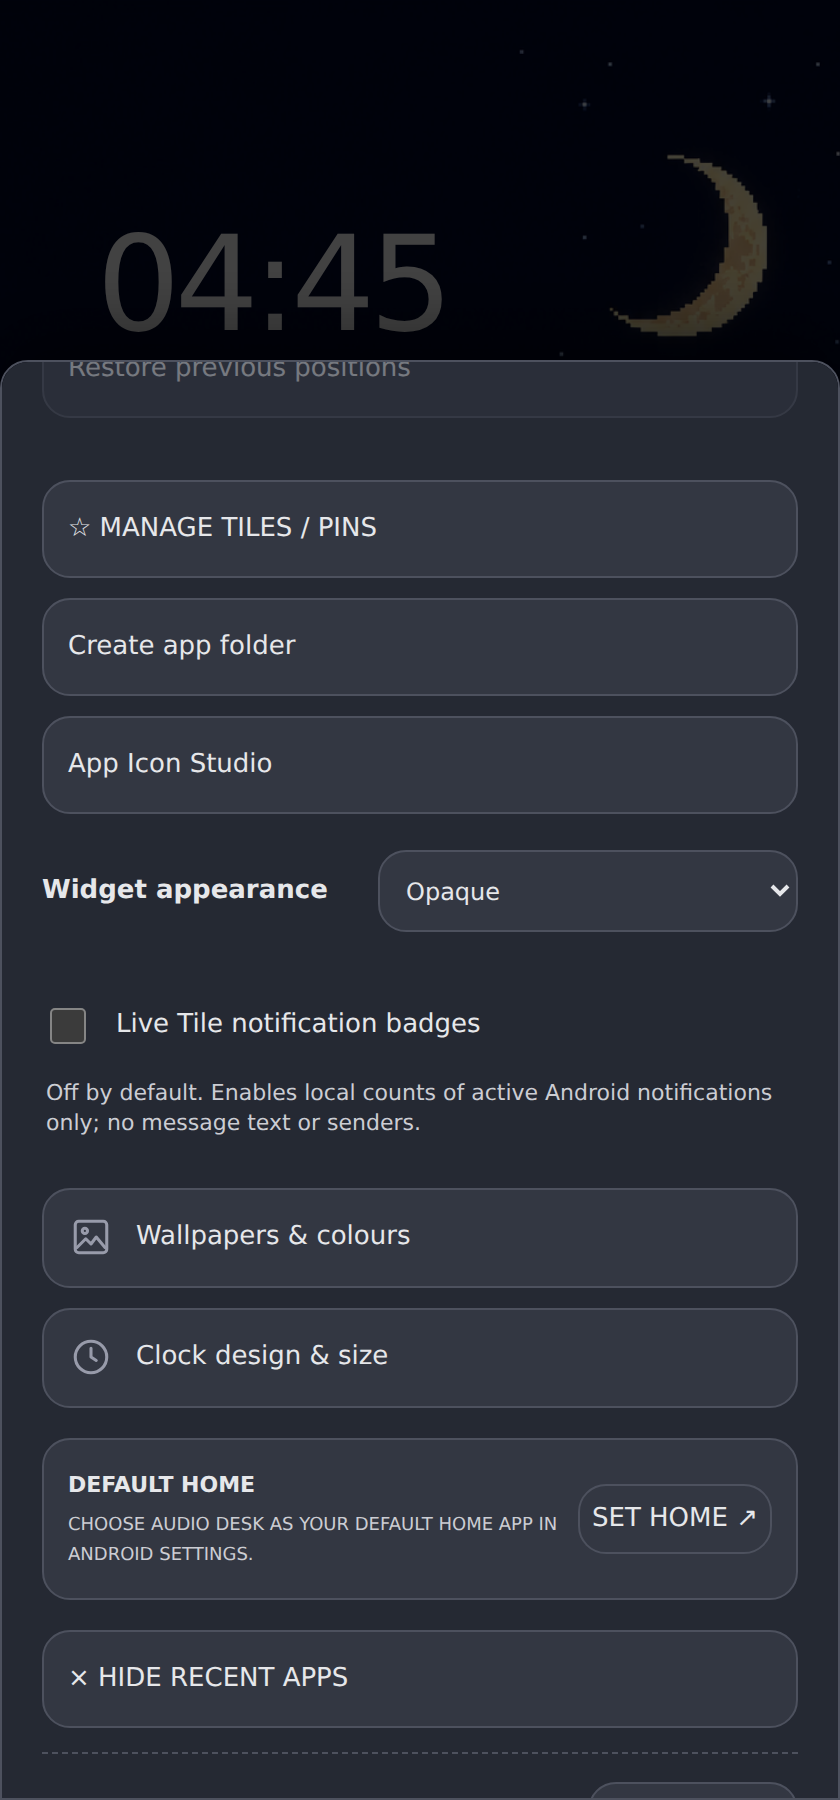 04:45
Restore previous positions
☆ MANAGE TILES / PINS
Create app folder
App Icon Studio
Widget appearance
Opaque
Live Tile notification badges
Off by default. Enables local counts of active Android notifications
only; no message text or senders.
Wallpapers & colours
Clock design & size
DEFAULT HOME
CHOOSE AUDIO DESK AS YOUR DEFAULT HOME APP IN
ANDROID SETTINGS.
SET HOME ↗
× HIDE RECENT APPS